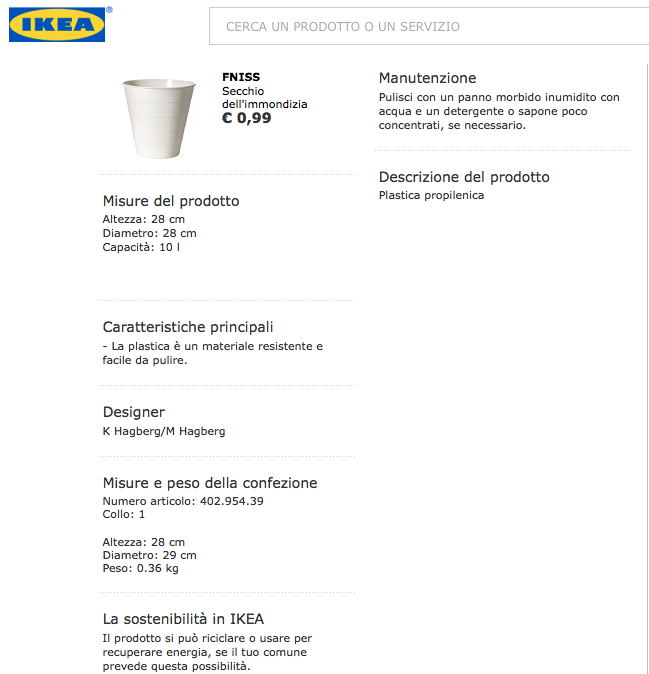 IKEA®
CERCA UN PRODOTTO O UN SERVIZIO
FNISS
Secchio
dell'immondizia
€ 0,99
Misure del prodotto
Altezza: 28 cm
Diametro: 28 cm
Capacità: 10 l
Caratteristiche principali
- La plastica è un materiale resistente e
facile da pulire.
Designer
K Hagberg/M Hagberg
Misure e peso della confezione
Numero articolo: 402.954.39
Collo: 1
Altezza: 28 cm
Diametro: 29 cm
Peso: 0.36 kg
La sostenibilità in IKEA
Il prodotto si può riciclare o usare per
recuperare energia, se il tuo comune
prevede questa possibilità.
Manutenzione
Pulisci con un panno morbido inumidito con
acqua e un detergente o sapone poco
concentrati, se necessario.
Descrizione del prodotto
Plastica propilenica